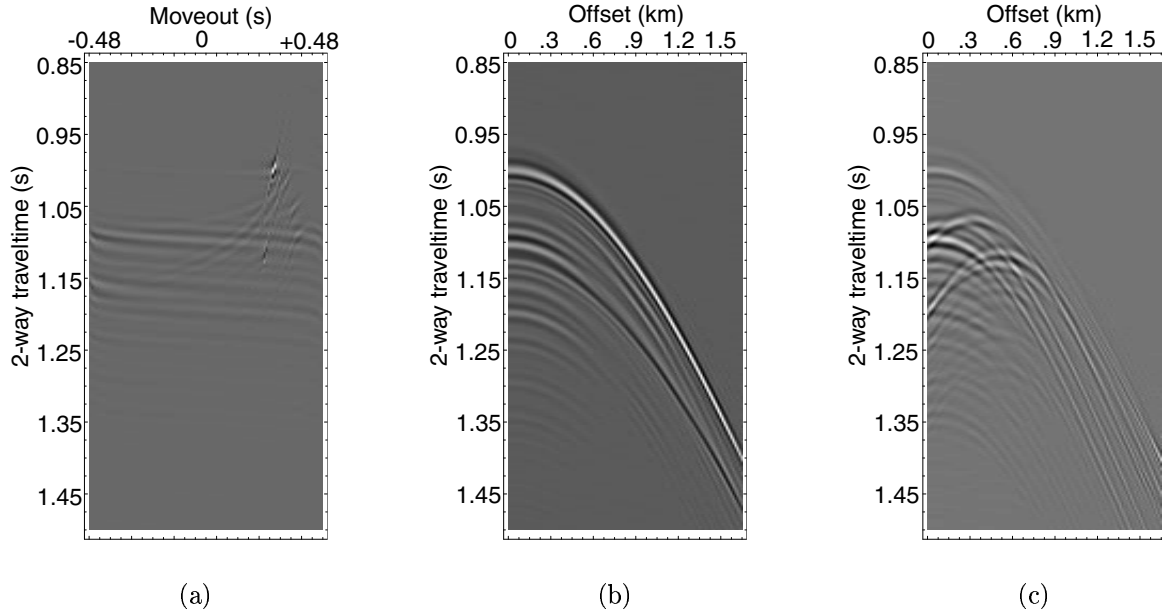 Moveout (s)
-0.48 0 +0.48
0.85
0.95
1.05
1.15
1.25
1.35
1.45
2-way traveltime (s)
(a)
Offset (km)
0 .3 .6 .9 1.2 1.5
0.85
0.95
1.05
1.15
1.25
1.35
1.45
2-way traveltime (s)
(b)
Offset (km)
0 .3 .6 .9 1.2 1.5
0.85
0.95
1.05
1.15
1.25
1.35
1.45
2-way traveltime (s)
(c)